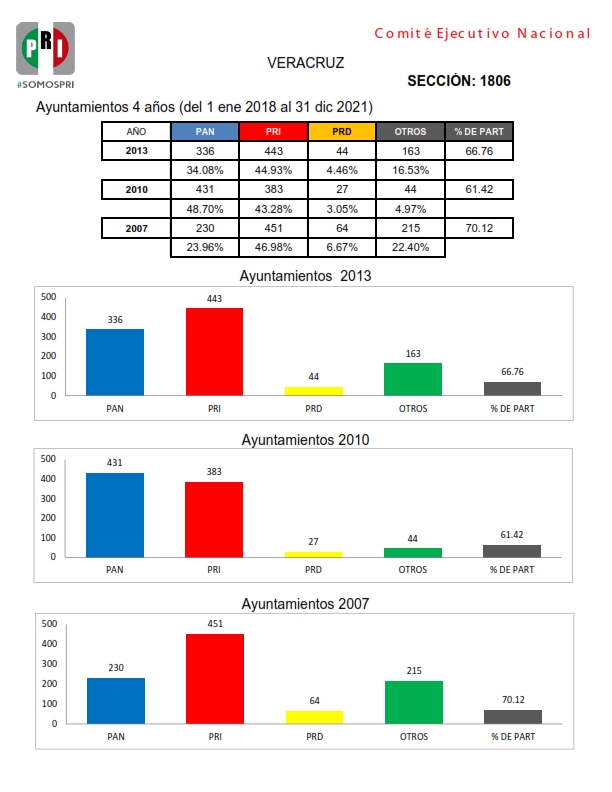 PRI
#SOMOSPRI
Comité Ejecutivo Nacional
VERACRUZ
SECCIÓN: 1806
Ayuntamientos 4 años (del 1 ene 2018 al 31 dic 2021)
AÑO PAN PRI PRD OTROS % DE PART
2013 336 443 44 163 66.76
34.08% 44.93% 4.46% 16.53%
2010 431 383 27 44 61.42
48.70% 43.28% 3.05% 4.97%
2007 230 451 64 215 70.12
23.96% 46.98% 6.67% 22.40%
Ayuntamientos 2013
500
400
300
200
100
0
336 443 44 163 66.76
PAN PRI PRD OTROS % DE PART
Ayuntamientos 2010
500
400
300
200
100
0
431 383 27 44 61.42
PAN PRI PRD OTROS % DE PART
Ayuntamientos 2007
500
400
300
200
100
0
230 451 64 215 70.12
PAN PRI PRD OTROS % DE PART